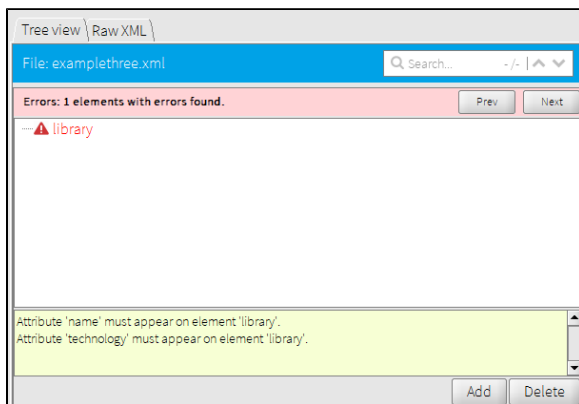 Tree view Raw XML
File: examplethree.xml Search... -/-
Errors: 1 elements with errors found. Prev Next
library
Attribute 'name' must appear on element 'library'.
Attribute 'technology' must appear on element 'library'.
Add Delete